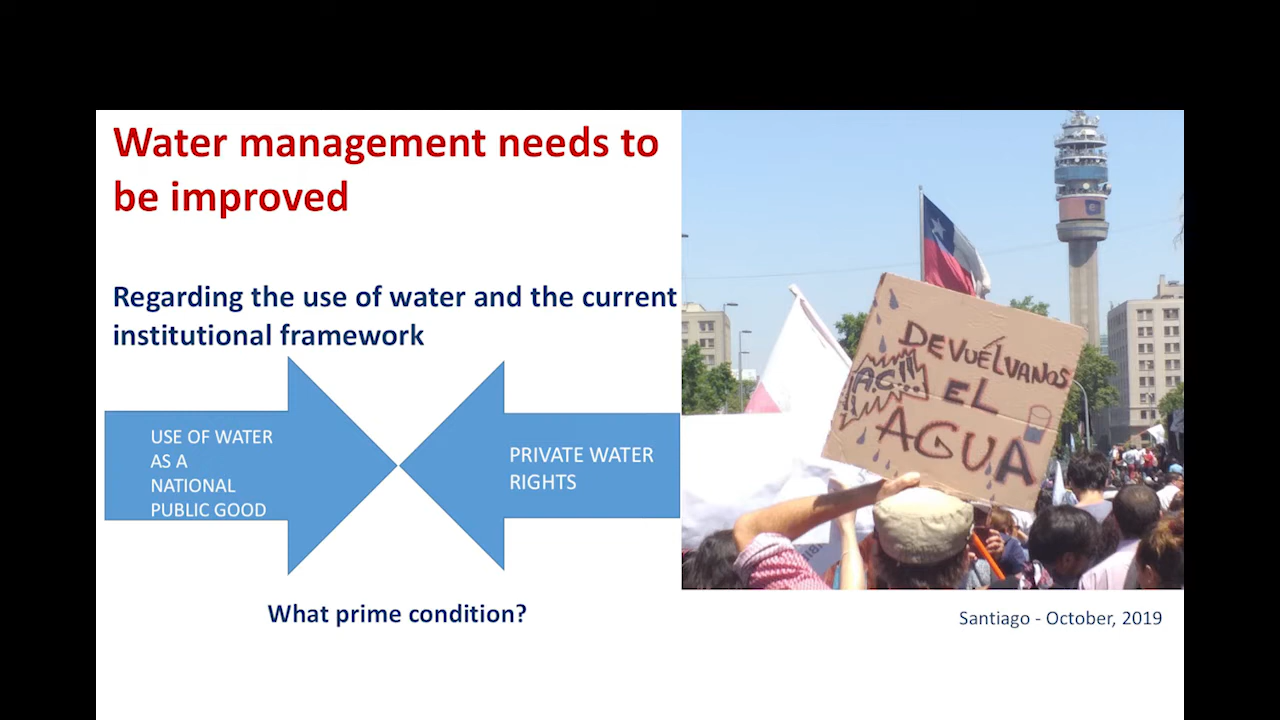 Water management needs to
be improved
Regarding the use of water and the current
institutional framework
USE OF WATER
AS A
NATIONAL
PUBLIC GOOD
PRIVATE WATER
RIGHTS
What prime condition?
DEVUÉLVANOS
A.C!!...
EL
AGUA
Santiago - October, 2019